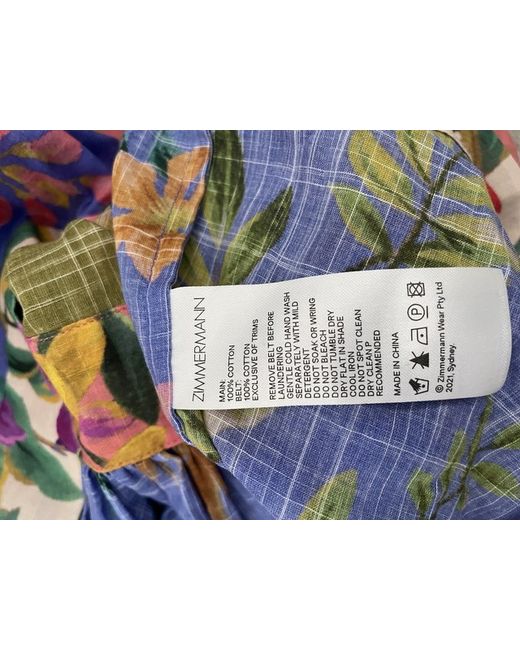 ZIMMERMANN
MAIN:
100% COTTON
BELT:
100% COTTON
EXCLUSIVE OF TRIMS
REMOVE BELT BEFORE
LAUNDERING
GENTLE COLD HAND WASH
SEPARATELY WITH MILD
DETERGENT
DO NOT SOAK OR WRING
DO NOT BLEACH
DO NOT TUMBLE DRY
DRY FLAT IN SHADE
COOL IRON
DO NOT SPOT CLEAN
DRY CLEAN P
RECOMMENDED
MADE IN CHINA
P
© Zimmermann Wear Pty Ltd
2021, Sydney.